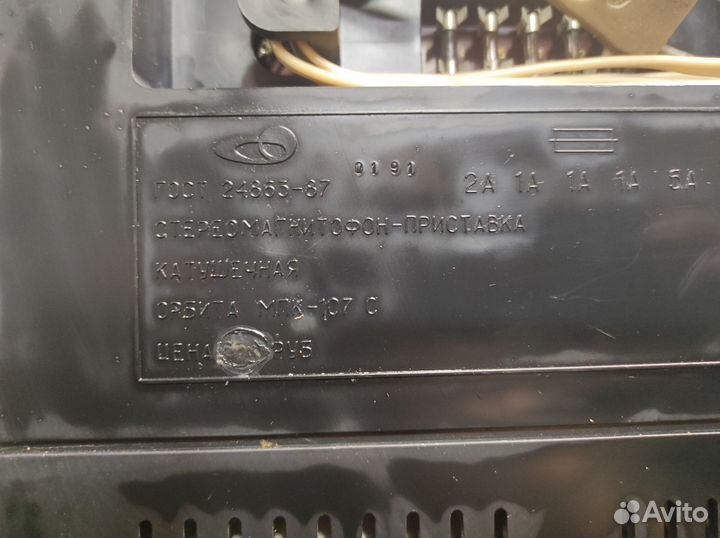 0191
ГОСТ 24863-87 2А 1А 1А 1А 5А
СТЕРЕОМАГНИТОФОН-ПРИСТАВКА
КАТУШЕЧНАЯ
ОРБИТА МПК-107 С
ЦЕНА РУБ
Avito